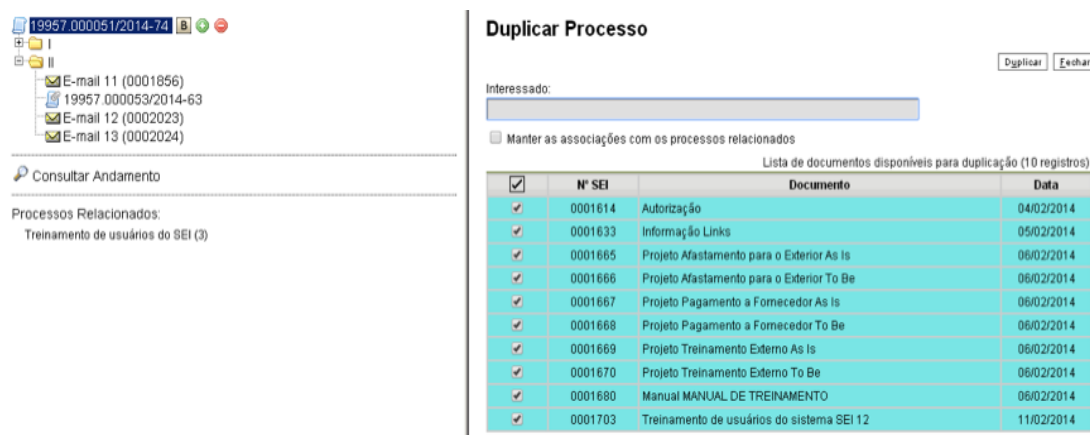 19957.000051/2014-74 B
I
II
E-mail 11 (0001856)
19957.000053/2014-63
E-mail 12 (0002023)
E-mail 13 (0002024)
Consultar Andamento
Processos Relacionados:
Treinamento de usuários do SEI (3)
Duplicar Processo
Duplicar Fechar
Interessado:
Manter as associações com os processos relacionados
Lista de documentos disponíveis para duplicação (10 registros)
N° SEI Documento Data
0001614 Autorização 04/02/2014
0001633 Informação Links 05/02/2014
0001665 Projeto Afastamento para o Exterior As Is 06/02/2014
0001666 Projeto Afastamento para o Exterior To Be 06/02/2014
0001667 Projeto Pagamento a Fornecedor As Is 06/02/2014
0001668 Projeto Pagamento a Fornecedor To Be 06/02/2014
0001669 Projeto Treinamento Externo As Is 06/02/2014
0001670 Projeto Treinamento Externo To Be 06/02/2014
0001680 Manual MANUAL DE TREINAMENTO 06/02/2014
0001703 Treinamento de usuários do sistema SEI 12 11/02/2014